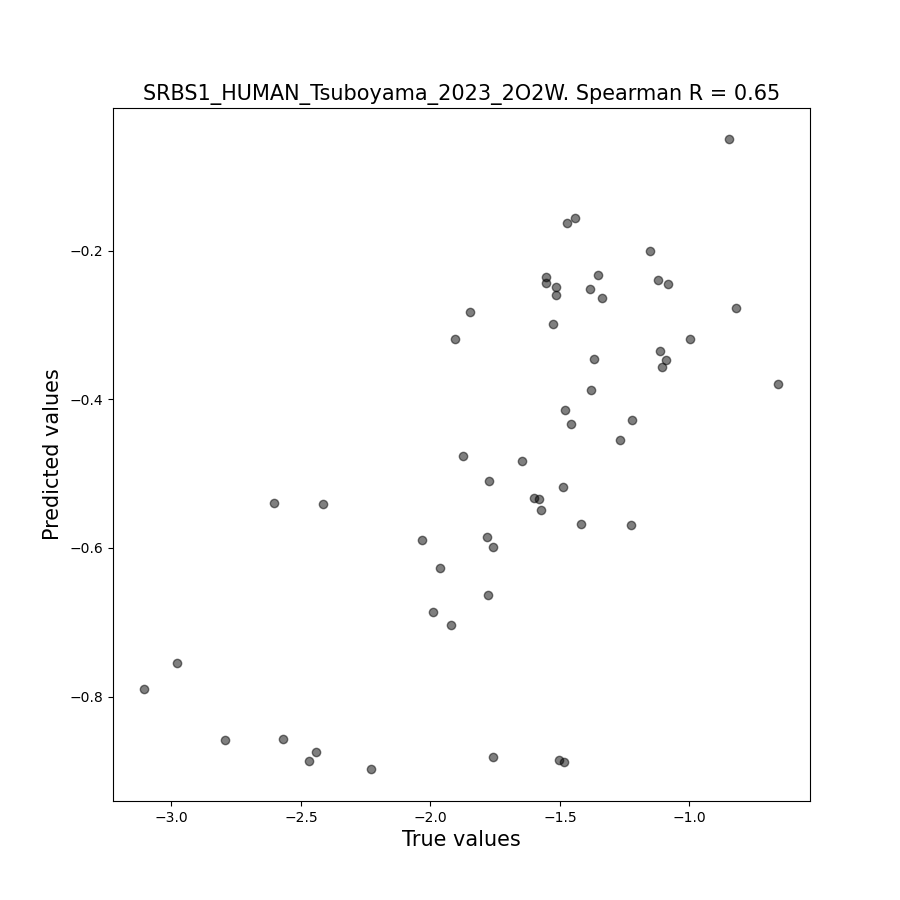 SRBS1_HUMAN_Tsuboyama_2023_2O2W. Spearman R = 0.65
−0.2
−0.4
−0.6
−0.8
Predicted values
−3.0 −2.5 −2.0 −1.5 −1.0
True values